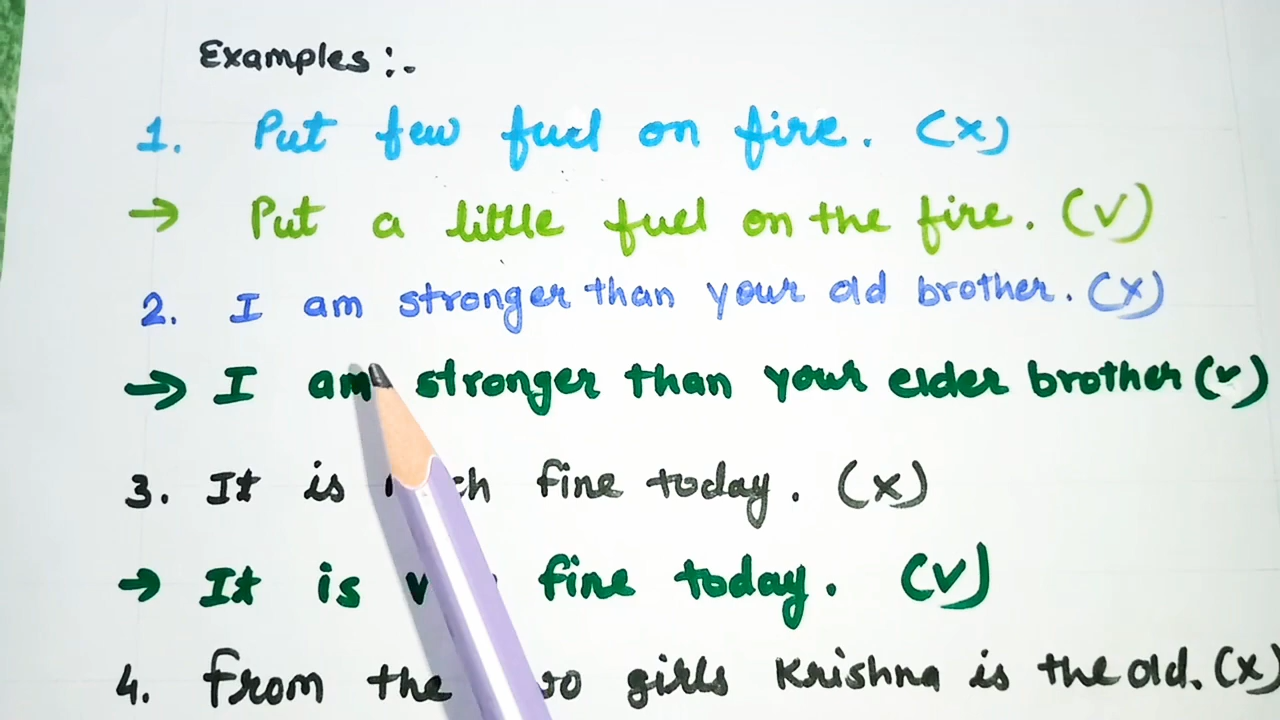 Examples :.
1. Put few fuel on fire. (x)
→ Put a little fuel on the fire. (v)
2. I am stronger than your old brother. (x)
→ I am stronger than your elder brother (v)
3. It is fine today. (x)
→ It is fine today. (v)
4. From the girls Krishna is the old. (x)